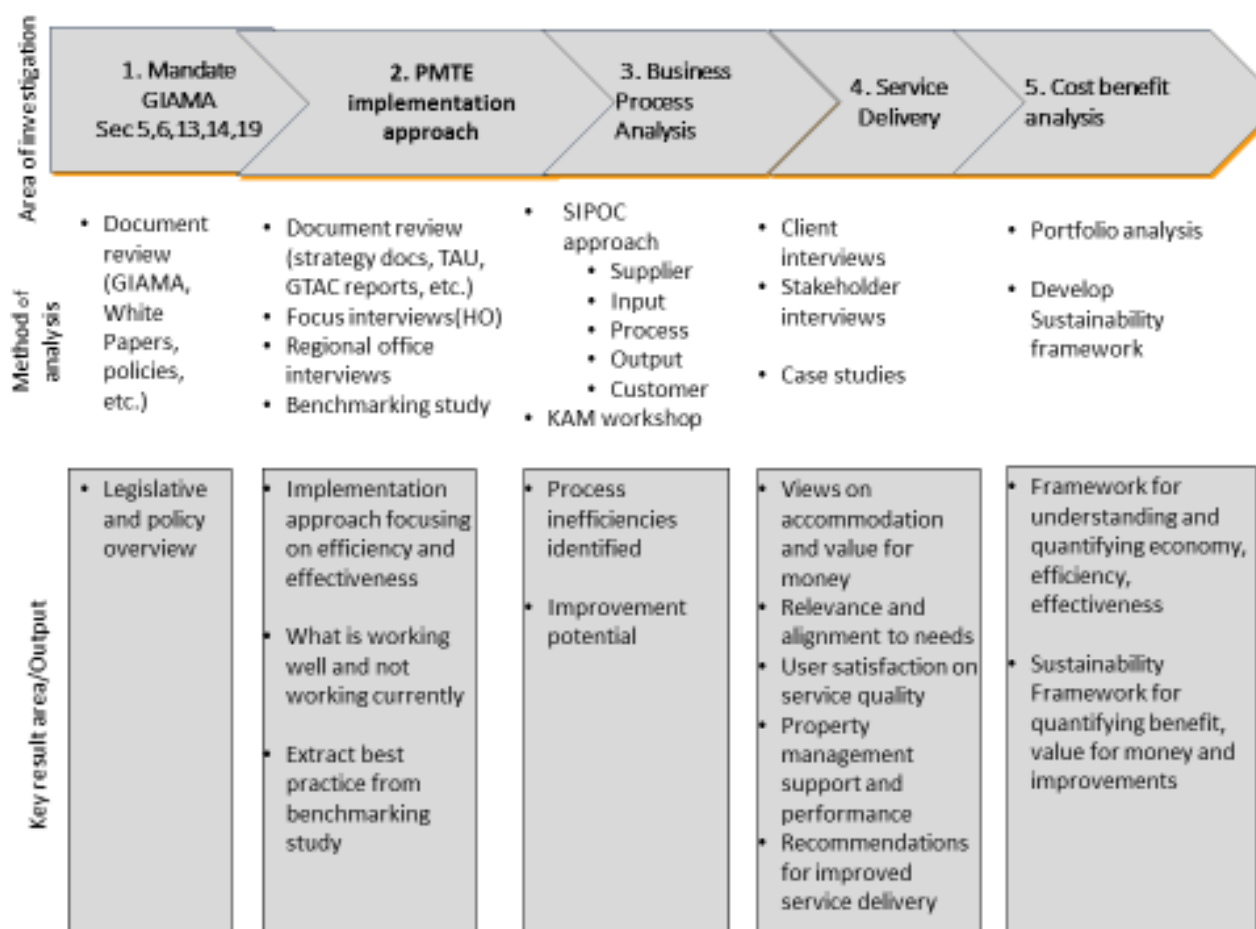 Area of investigation
1. Mandate
GIAMA
Sec 5,6,13,14,19
2. PMTE
implementation
approach
3. Business
Process
Analysis
4. Service
Delivery
5. Cost benefit
analysis
Method of
analysis
• Document
review
(GIAMA,
White
Papers,
policies,
etc.)
• Document review
(strategy docs, TAU,
GTAC reports, etc.)
• Focus interviews(HO)
• Regional office
interviews
• Benchmarking study
• SIPOC
approach
• Supplier
• Input
• Process
• Output
• Customer
• KAM workshop
• Client
interviews
• Stakeholder
interviews
• Case studies
• Portfolio analysis
• Develop
Sustainability
framework
Key result area/Output
• Legislative
and policy
overview
• Implementation
approach focusing
on efficiency and
effectiveness
• What is working
well and not
working currently
• Extract best
practice from
benchmarking
study
• Process
inefficiencies
identified
• Improvement
potential
• Views on
accommodation
and value for
money
• Relevance and
alignment to needs
• User satisfaction on
service quality
• Property
management
support and
performance
• Recommendations
for improved
service delivery
• Framework for
understanding and
quantifying economy,
efficiency,
effectiveness
• Sustainability
Framework for
quantifying benefit,
value for money and
improvements